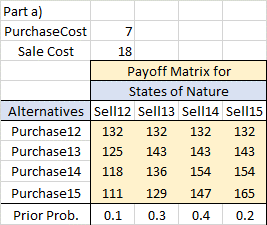 Part a)
PurchaseCost 7
Sale Cost 18
Payoff Matrix for
States of Nature
Alternatives Sell12 Sell13 Sell14 Sell15
Purchase12 132 132 132 132
Purchase13 125 143 143 143
Purchase14 118 136 154 154
Purchase15 111 129 147 165
Prior Prob. 0.1 0.3 0.4 0.2